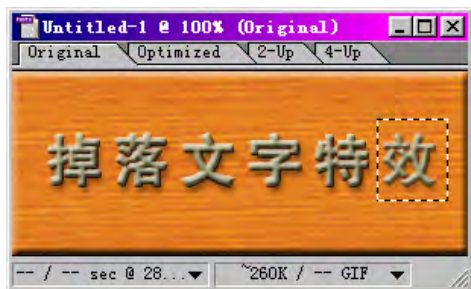 Untitled-1 @ 100% (Original)
Original Optimized 2-Up 4-Up
掉落文字特效
-- / -- sec @ 28... ~260K / -- GIF